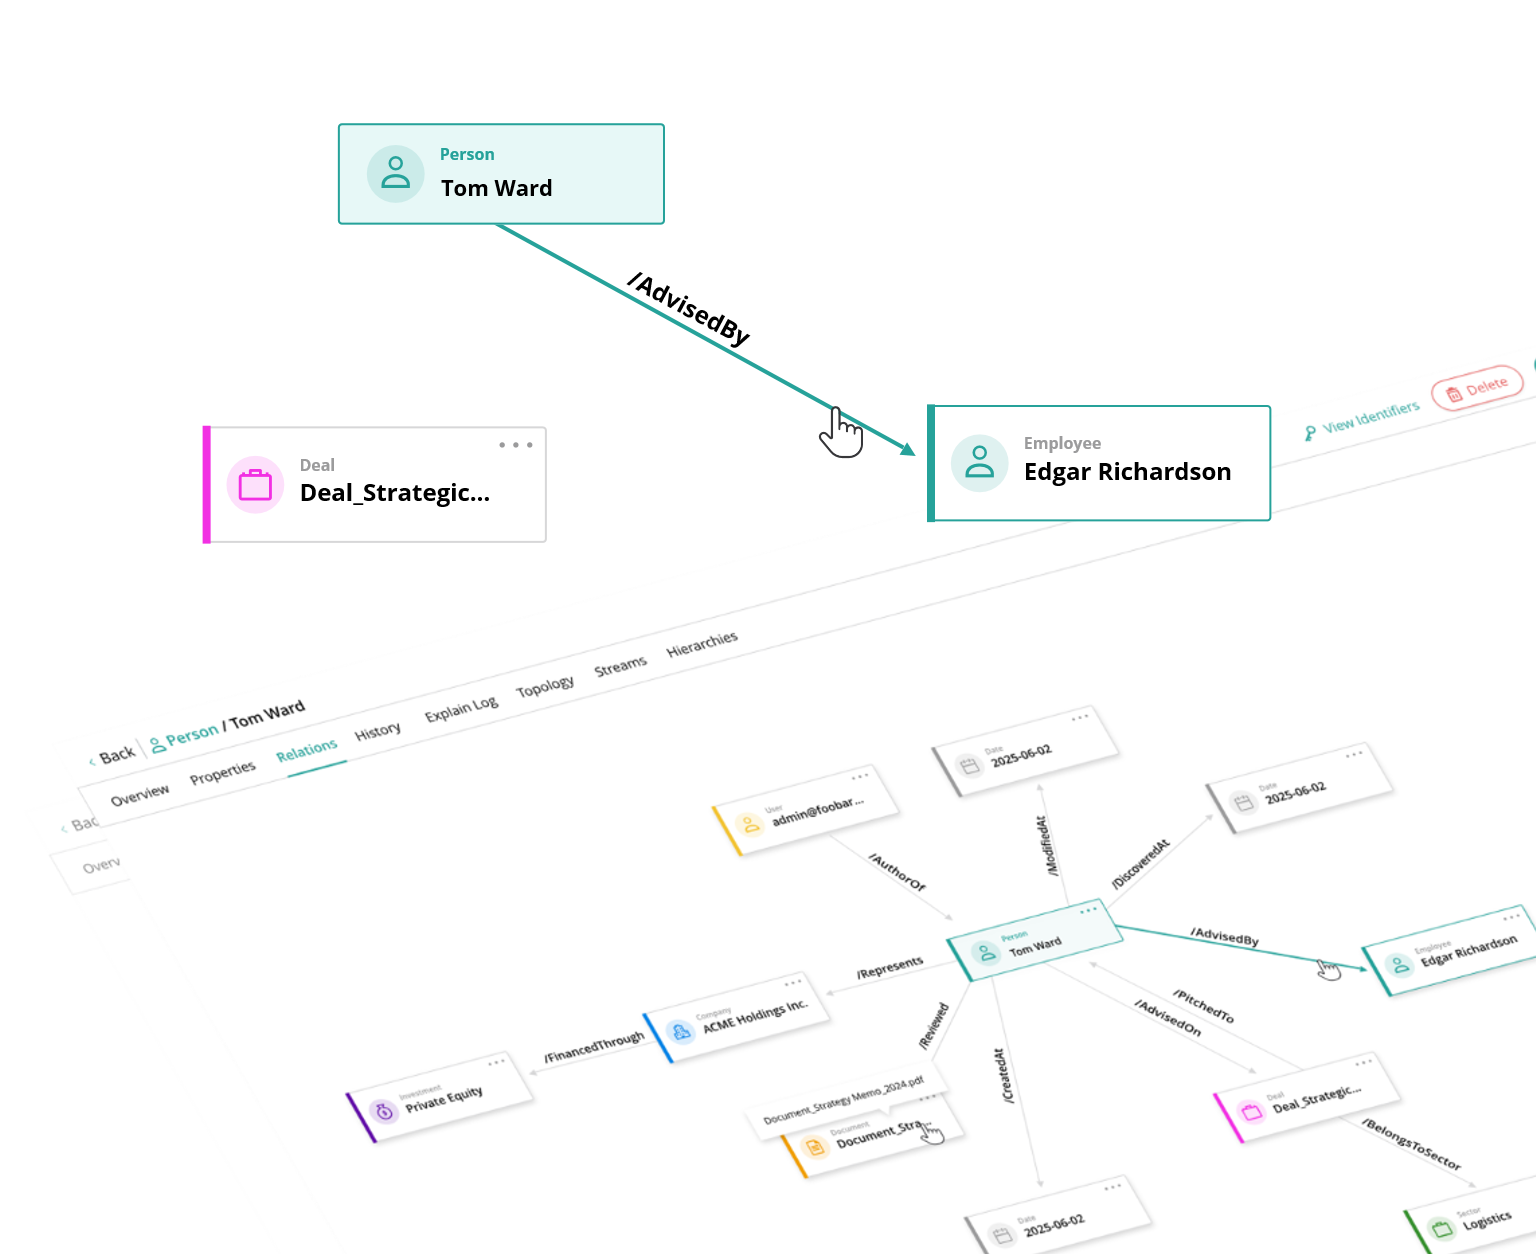 Person
Tom Ward
/AdvisedBy
Deal
Deal_Strategic...
Employee
Edgar Richardson
View Identifiers
Delete
Back
Person / Tom Ward
Overview
Properties
Relations
History
Explain Log
Topology
Streams
Hierarchies
Bac
Overv
Date
2025-06-02
User
admin@foobar...
Date
2025-06-02
/AuthorOf
/ModifiedAt
/DiscoveredAt
Person
Tom Ward
/AdvisedBy
Employee
Edgar Richardson
/Represents
Company
ACME Holdings Inc.
/FinancedThrough
Investment
Private Equity
/Reviewed
/CreatedAt
/PitchedTo
/AdvisedOn
Document_Strategy Memo_2024.pdf
Document
Document_Stra...
Deal
Deal_Strategic...
/BelongsToSector
Date
2025-06-02
Sector
Logistics